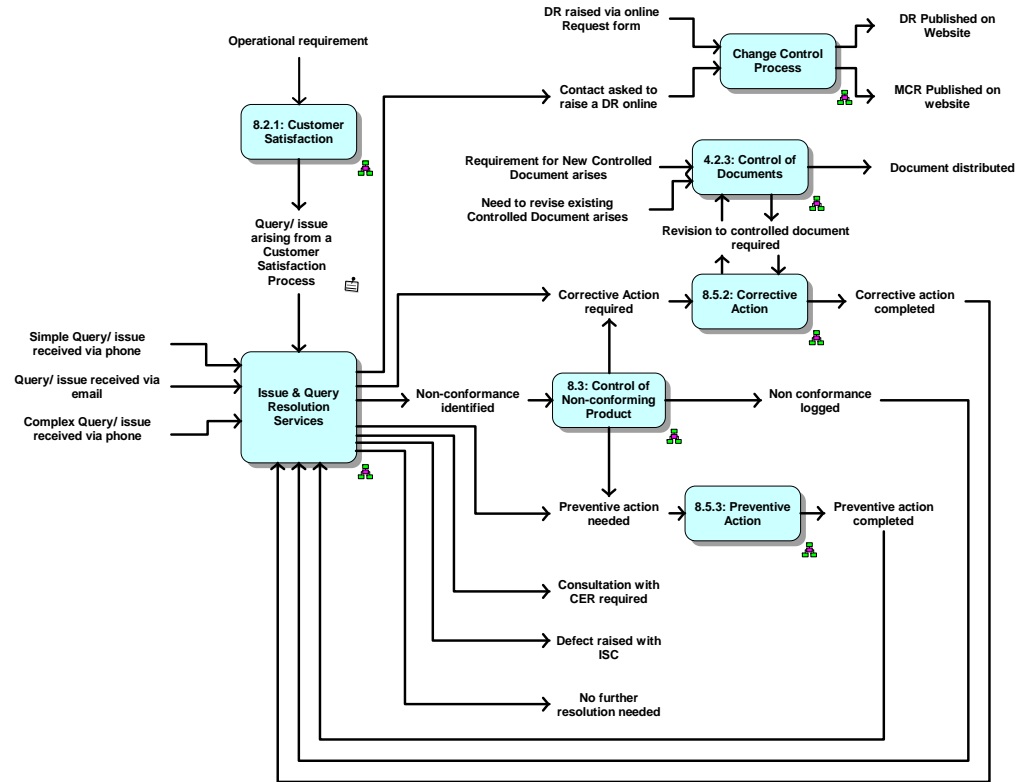 DR raised via online
Request form
DR Published on
Website
Operational requirement
Change Control
Process
Contact asked to
raise a DR online
MCR Published on
website
8.2.1: Customer
Satisfaction
4.2.3: Control of
Documents
Requirement for New Controlled
Document arises
Document distributed
Need to revise existing
Controlled Document arises
Query/ issue
arising from a
Customer
Satisfaction
Process
Revision to controlled document
required
Corrective Action
required
8.5.2: Corrective
Action
Corrective action
completed
Simple Query/ issue
received via phone
Query/ issue received via
email
Complex Query/ issue
received via phone
Issue & Query
Resolution
Services
Non-conformance
identified
8.3: Control of
Non-conforming
Product
Non conformance
logged
Preventive action
needed
8.5.3: Preventive
Action
Preventive action
completed
Consultation with
CER required
Defect raised with
ISC
No further
resolution needed